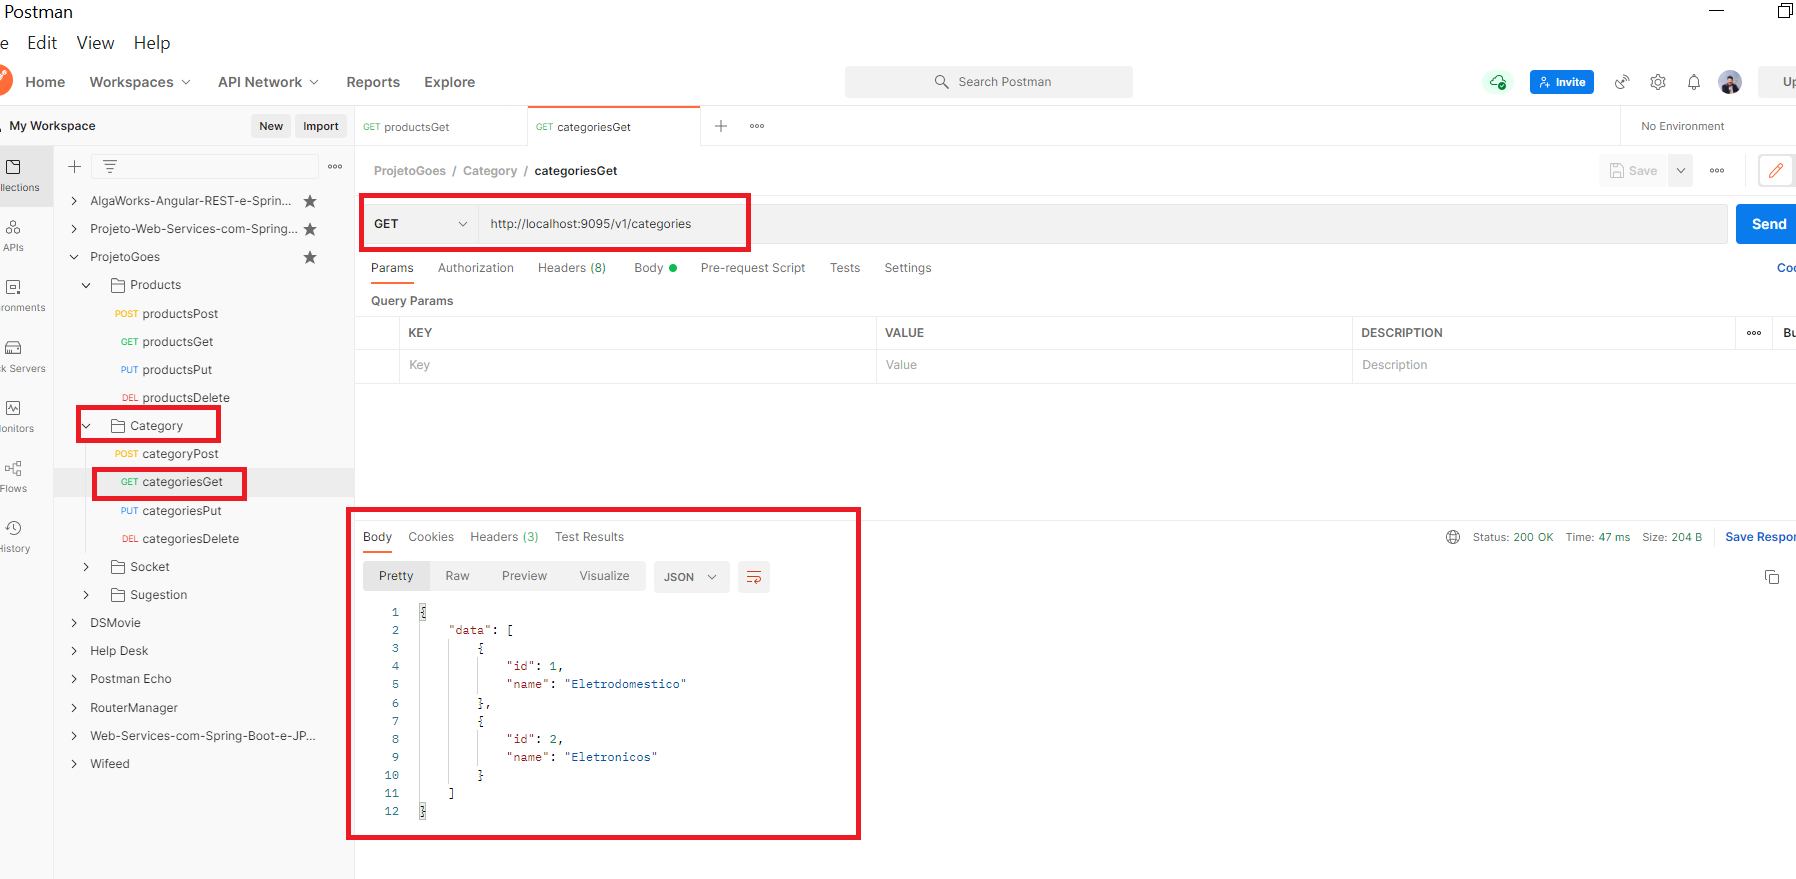 Postman
e Edit View Help
Home Workspaces API Network Reports Explore Search Postman Invite Up
My Workspace New Import GET productsGet GET categoriesGet No Environment
ProjetoGoes / Category / categoriesGet Save
llections
APIs
ronments
k Servers
onitors
Flows
History
AlgaWorks-Angular-REST-e-Sprin...
Projeto-Web-Services-com-Spring...
ProjetoGoes
Products
POST productsPost
GET productsGet
PUT productsPut
DEL productsDelete
Category
POST categoryPost
GET categoriesGet
PUT categoriesPut
DEL categoriesDelete
Socket
Sugestion
DSMovie
Help Desk
Postman Echo
RouterManager
Web-Services-com-Spring-Boot-e-JP...
Wifeed
GET http://localhost:9095/v1/categories Send
Params Authorization Headers (8) Body Pre-request Script Tests Settings Coo
Query Params
KEY VALUE DESCRIPTION Bu
Key Value Description
Body Cookies Headers (3) Test Results Status: 200 OK Time: 47 ms Size: 204 B Save Respon
Pretty Raw Preview Visualize JSON
1 {
2 "data": [
3 {
4 "id": 1,
5 "name": "Eletrodomestico"
6 },
7 {
8 "id": 2,
9 "name": "Eletronicos"
10 }
11 ]
12 }